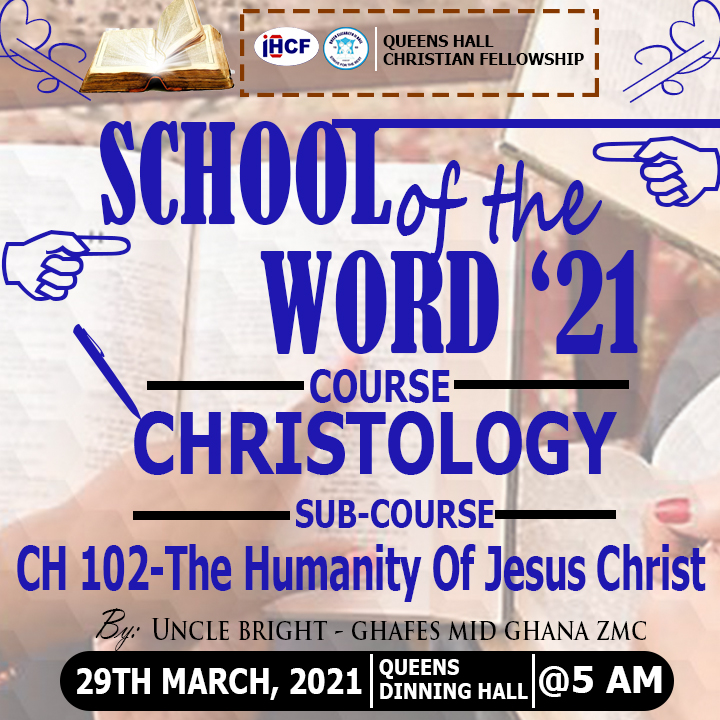 iHCF
QUEENS HALL
CHRISTIAN FELLOWSHIP
SCHOOL of the
WORD ‘21
COURSE
CHRISTOLOGY
SUB-COURSE
CH 102-The Humanity Of Jesus Christ
By: UNCLE BRIGHT - GHAFES MID GHANA ZMC
29TH MARCH, 2021
QUEENS
DINNING HALL
@5 AM